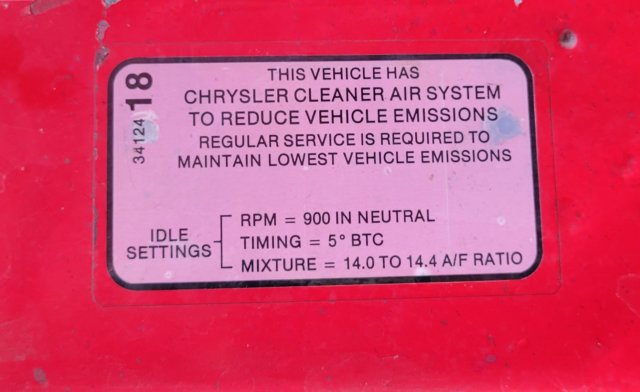 THIS VEHICLE HAS
CHRYSLER CLEANER AIR SYSTEM
TO REDUCE VEHICLE EMISSIONS
REGULAR SERVICE IS REQUIRED TO
MAINTAIN LOWEST VEHICLE EMISSIONS
3412418
IDLE
SETTINGS
RPM = 900 IN NEUTRAL
TIMING = 5° BTC
MIXTURE = 14.0 TO 14.4 A/F RATIO